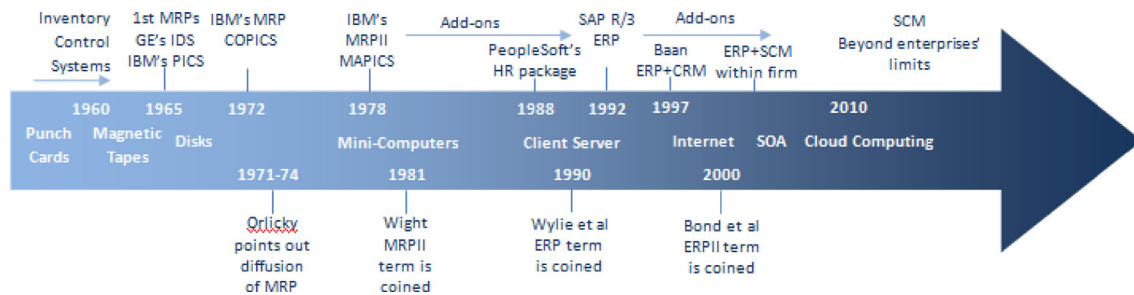 Inventory
Control
Systems
1st MRPs
GE's IDS
IBM's PICS
IBM's MRP
COPICS
IBM's
MRPII
MAPICS
Add-ons
PeopleSoft's
HR package
SAP R/3
ERP
Add-ons
Baan
ERP+CRM
ERP+SCM
within firm
SCM
Beyond enterprises'
limits
1960
1965
1972
1978
1988
1992
1997
2010
Punch
Cards
Magnetic
Tapes
Disks
Mini-Computers
Client Server
Internet
SOA
Cloud Computing
1971-74
1981
1990
2000
Orlicky
points out
diffusion
of MRP
Wight
MRPII
term is
coined
Wylie et al
ERP term
is coined
Bond et al
ERPII term
is coined